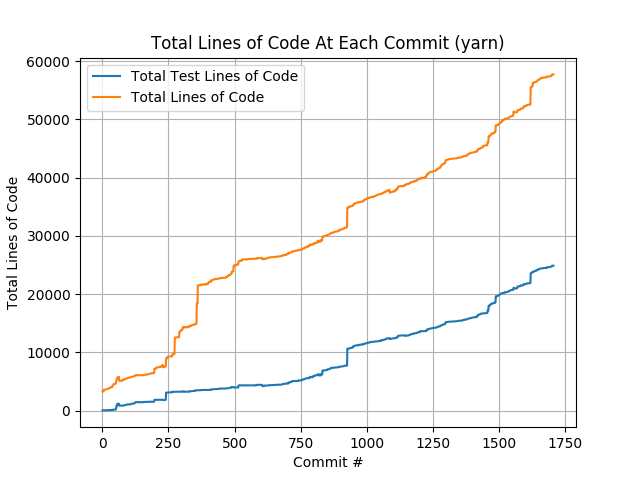 Total Lines of Code At Each Commit (yarn)
Total Test Lines of Code
Total Lines of Code
60000
50000
40000
30000
20000
10000
0
Total Lines of Code
0 250 500 750 1000 1250 1500 1750
Commit #